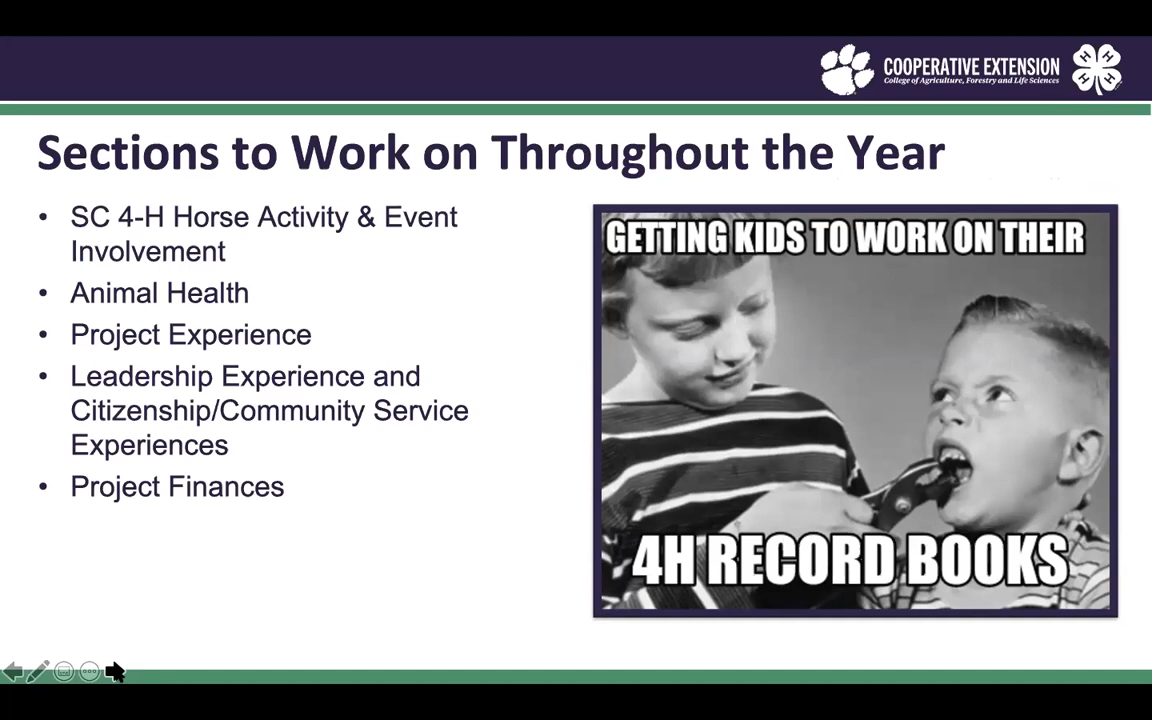 COOPERATIVE EXTENSION
College of Agriculture, Forestry and Life Sciences
H H
H H
Sections to Work on Throughout the Year
• SC 4-H Horse Activity & Event
Involvement
• Animal Health
• Project Experience
• Leadership Experience and
Citizenship/Community Service
Experiences
• Project Finances
GETTING KIDS TO WORK ON THEIR
4H RECORD BOOKS